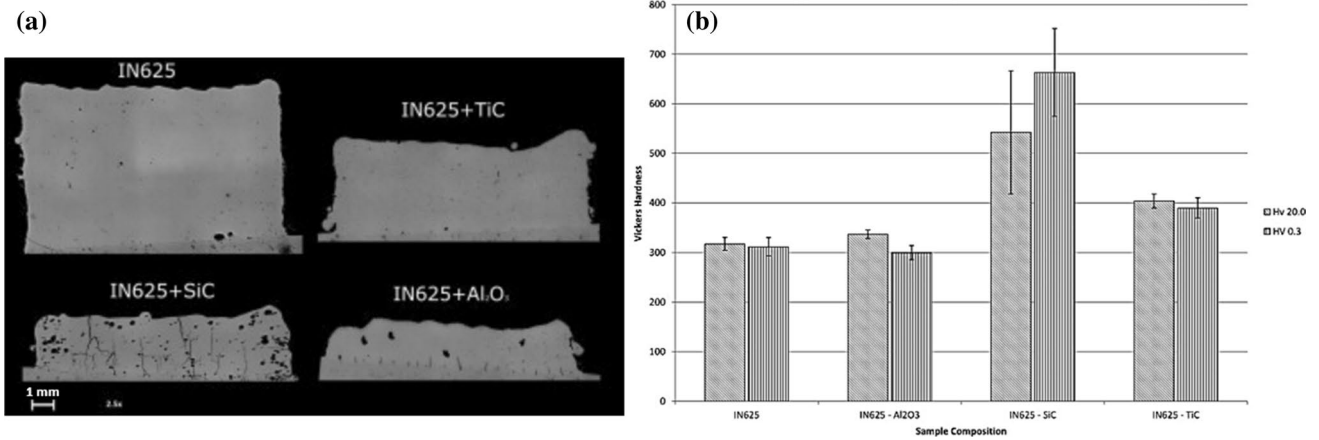 (a)
IN625
IN625+TiC
IN625+SiC
IN625+Al₂O₃
1 mm
2.5x
(b)
800
700
600
500
400
300
200
100
0
Vickers Hardness
IN625
IN625 - Al2O3
IN625 - SiC
IN625 - TiC
Sample Composition
Hv 20.0
HV 0.3